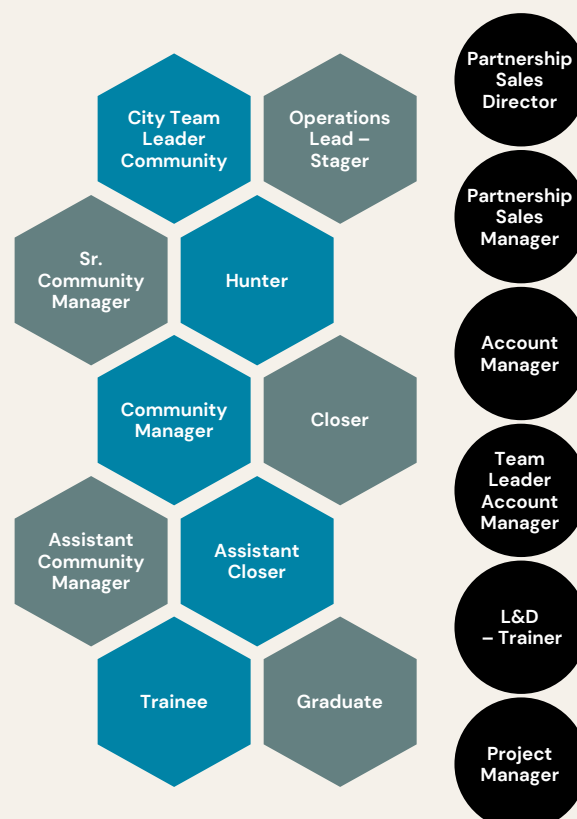 City Team
Leader
Community
Operations
Lead –
Stager
Sr.
Community
Manager
Hunter
Community
Manager
Closer
Assistant
Community
Manager
Assistant
Closer
Trainee
Graduate
Partnership
Sales
Director
Partnership
Sales
Manager
Account
Manager
Team
Leader
Account
Manager
L&D
– Trainer
Project
Manager